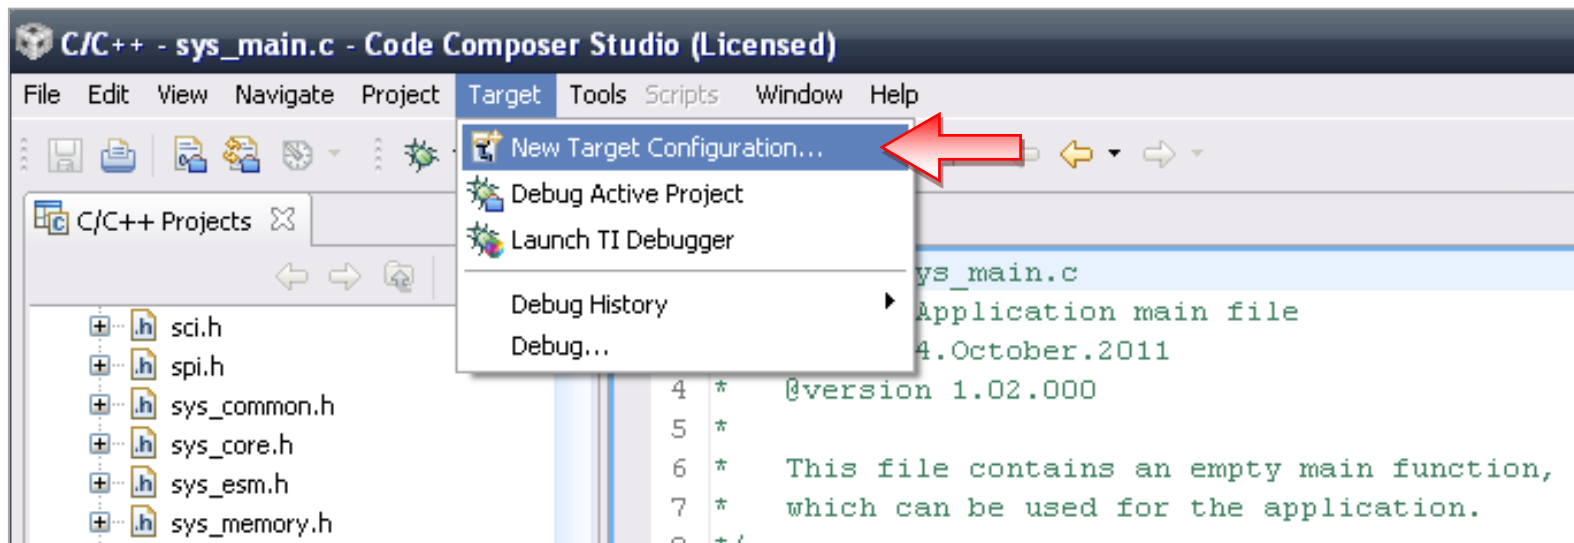 C/C++ - sys_main.c - Code Composer Studio (Licensed)
File Edit View Navigate Project Target Tools Scripts Window Help
New Target Configuration...
Debug Active Project
Launch TI Debugger
Debug History
Debug...
C/C++ Projects
sci.h
spi.h
sys_common.h
sys_core.h
sys_esm.h
sys_memory.h
sys_main.c
Application main file
4.October.2011
4 * @version 1.02.000
5 *
6 * This file contains an empty main function,
7 * which can be used for the application.